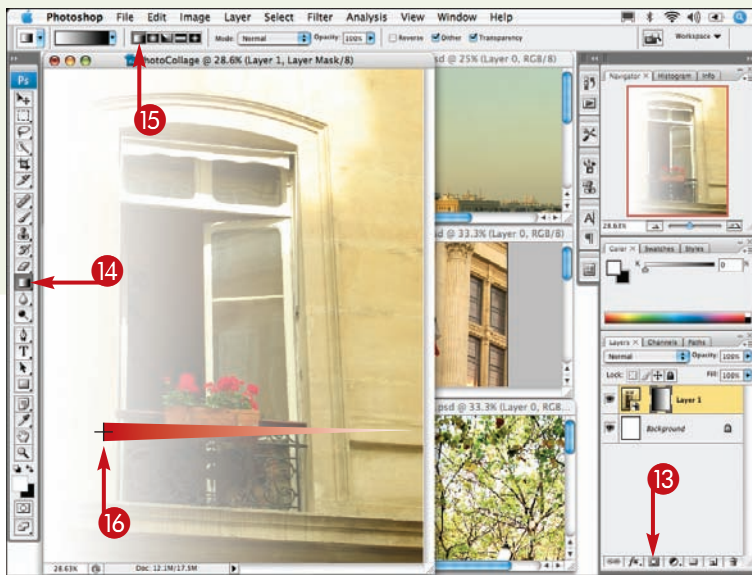 Photoshop File Edit Image Layer Select Filter Analysis View Window Help
Mode: Normal Opacity: 100% Reverse Dither Transparency Workspace
15
PhotoCollage @ 28.6% (Layer 1, Layer Mask/8)
sd @ 25% (Layer 0, RGB/8)
Ps
Navigator × Histogram Info
28.63%
sd @ 33.3% (Layer 0, RGB/8)
Color × Swatches Styles
K 0 %
14
Layers × Channels Paths
Normal Opacity: 100%
Lock: Fill: 100%
Layer 1
.psd @ 33.3% (Layer 0, RGB...
Background
16
13
28.63% Doc: 12.1M/17.5M
fx
A
T